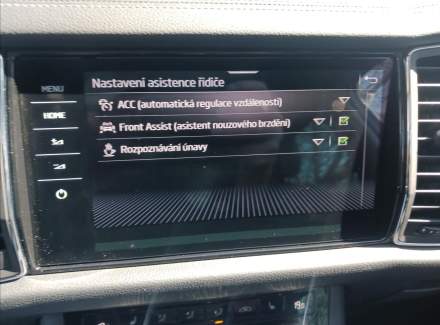 Nastavení asistence řidiče
MENU
ACC (automatická regulace vzdálenosti)
HOME
Front Assist (asistent nouzového brzdění)
Rozpoznávání únavy